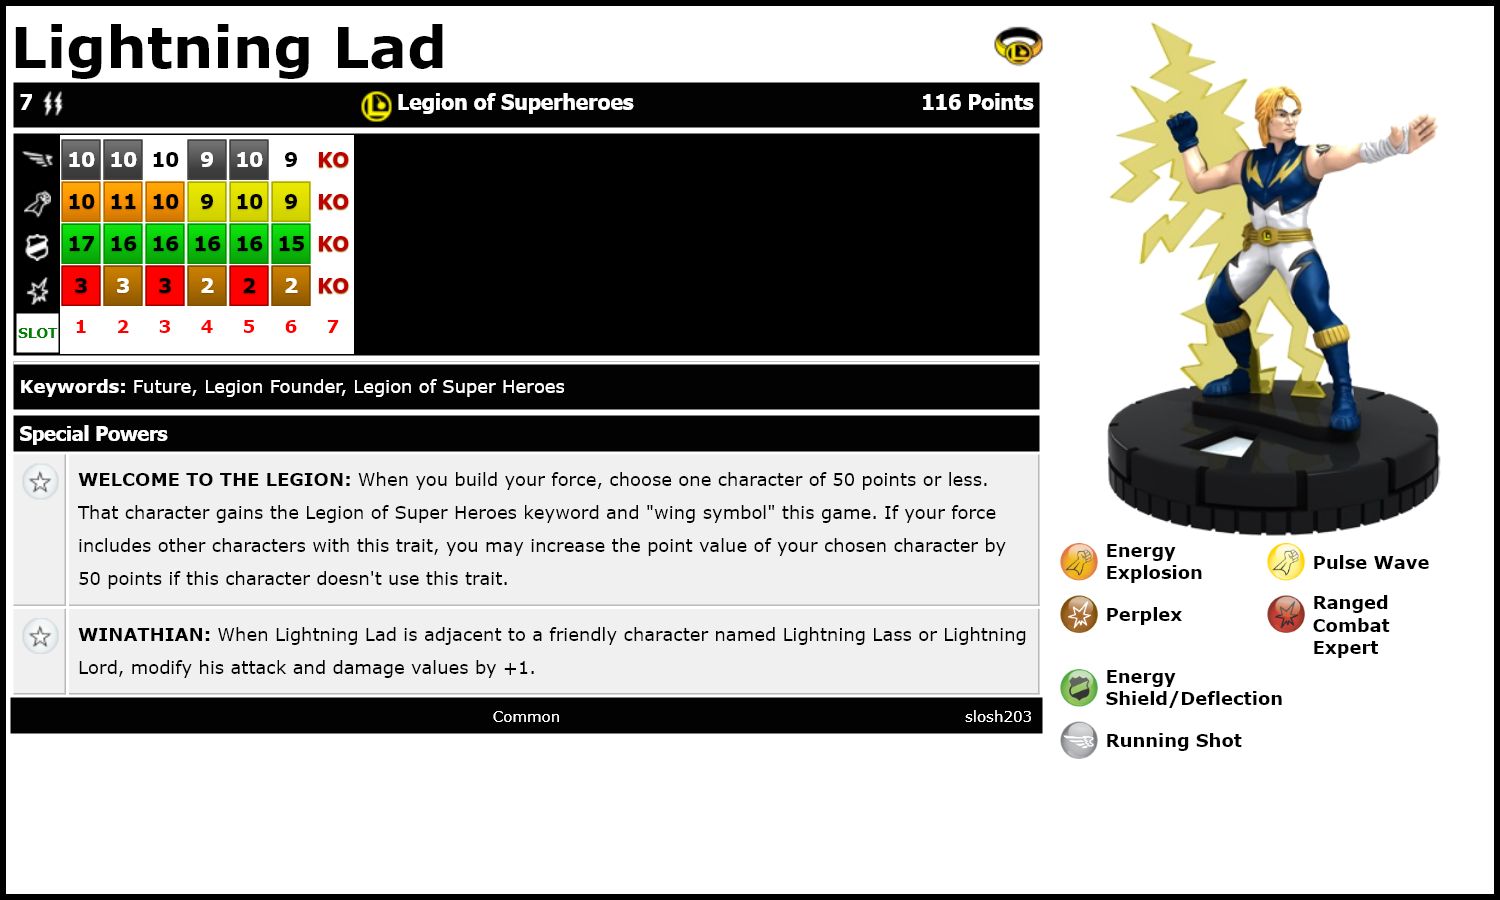 Lightning Lad
7 Legion of Superheroes 116 Points
10 10 10 9 10 9 KO
10 11 10 9 10 9 KO
17 16 16 16 16 15 KO
3 3 3 2 2 2 KO
SLOT 1 2 3 4 5 6 7
Keywords: Future, Legion Founder, Legion of Super Heroes
Special Powers
WELCOME TO THE LEGION: When you build your force, choose one character of 50 points or less.
That character gains the Legion of Super Heroes keyword and "wing symbol" this game. If your force
includes other characters with this trait, you may increase the point value of your chosen character by
50 points if this character doesn't use this trait.
WINATHIAN: When Lightning Lad is adjacent to a friendly character named Lightning Lass or Lightning
Lord, modify his attack and damage values by +1.
Common slosh203
Energy
Explosion
Pulse Wave
Perplex
Ranged
Combat
Expert
Energy
Shield/Deflection
Running Shot